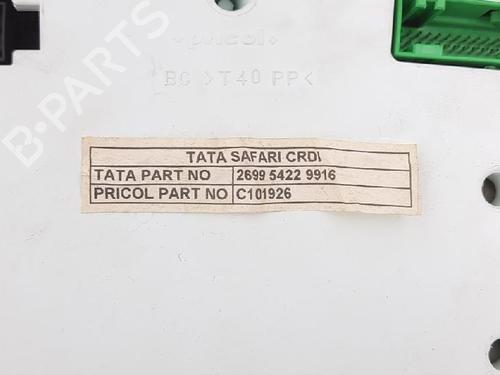 pricol
BC >T40 PP<
TATA SAFARI CRDI
TATA PART NO 2699 5422 9916
PRICOL PART NO C101926
B-PARTS